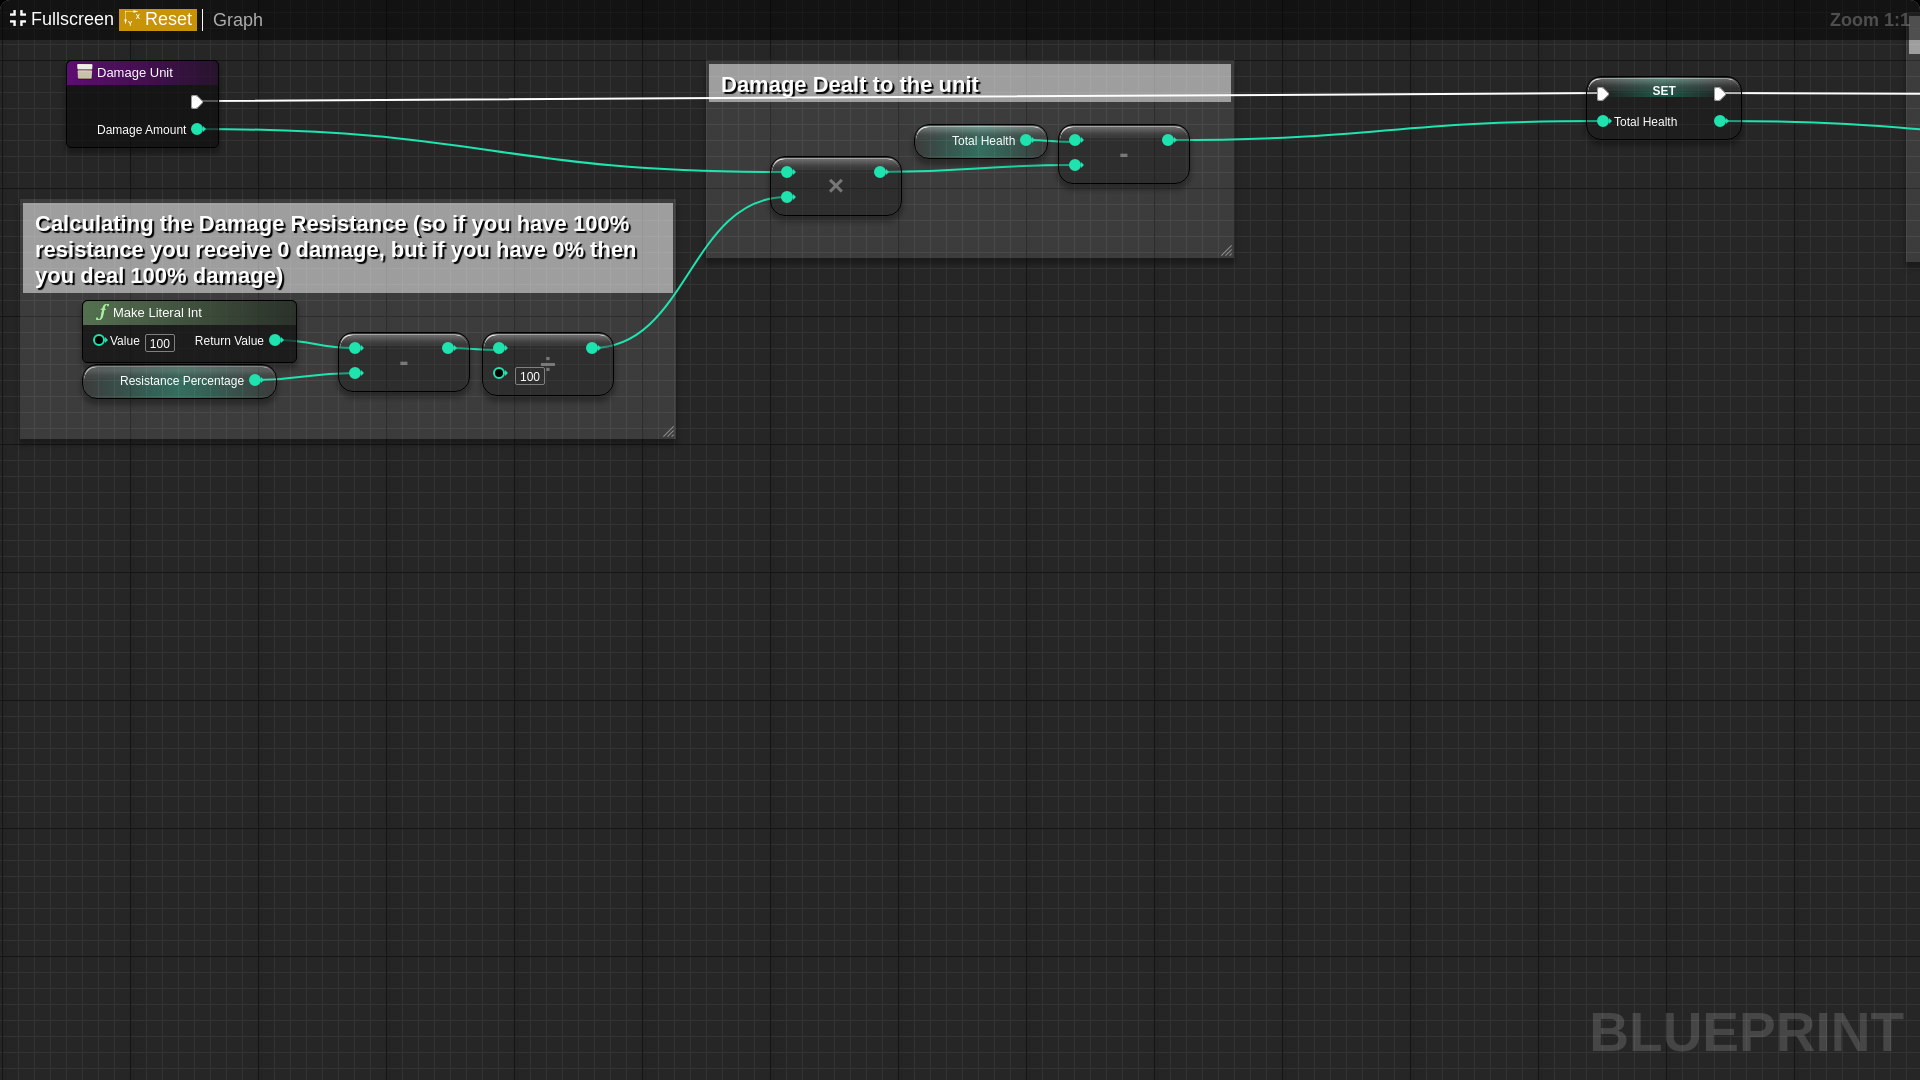 Fullscreen Reset Graph Zoom 1:1
Damage Unit
Damage Amount
Damage Dealt to the unit
Total Health
-
×
SET
Total Health
Calculating the Damage Resistance (so if you have 100%
resistance you receive 0 damage, but if you have 0% then
you deal 100% damage)
f Make Literal Int
Value 100 Return Value
Resistance Percentage
-
÷
100
BLUEPRINT